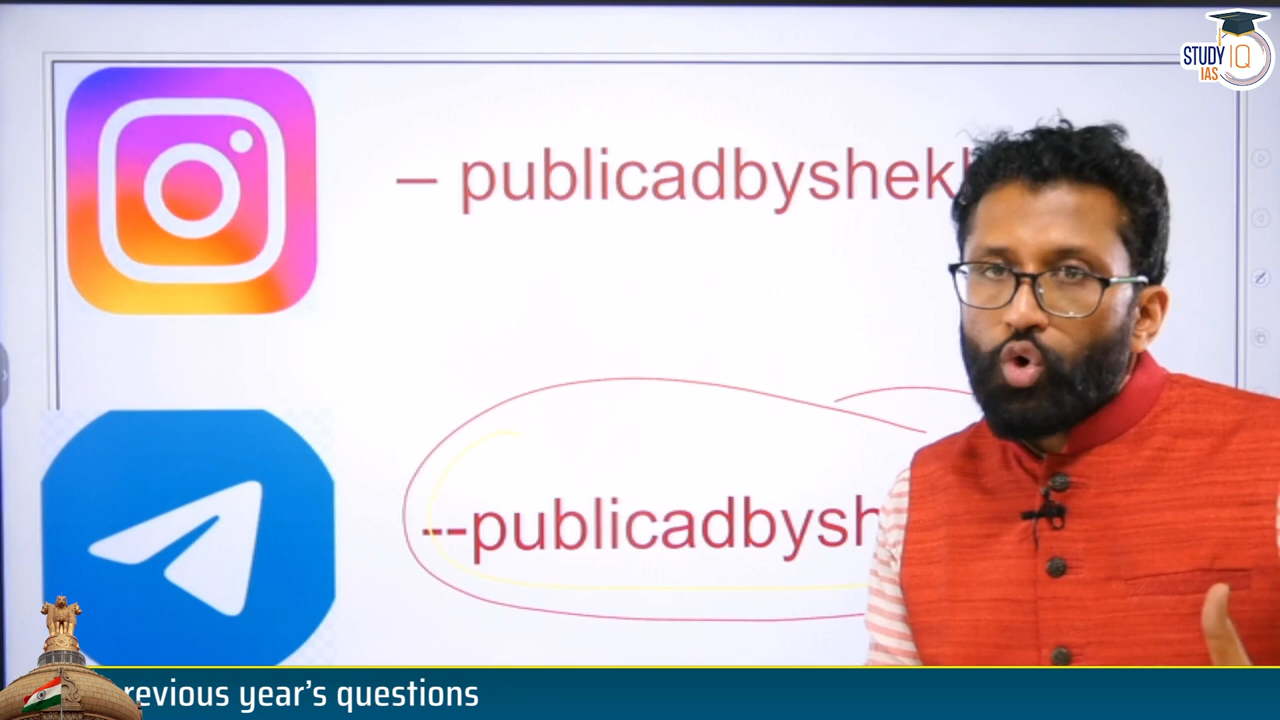 STUDY IQ
IAS
– publicadbyshek
--publicadbysh
revious year's questions